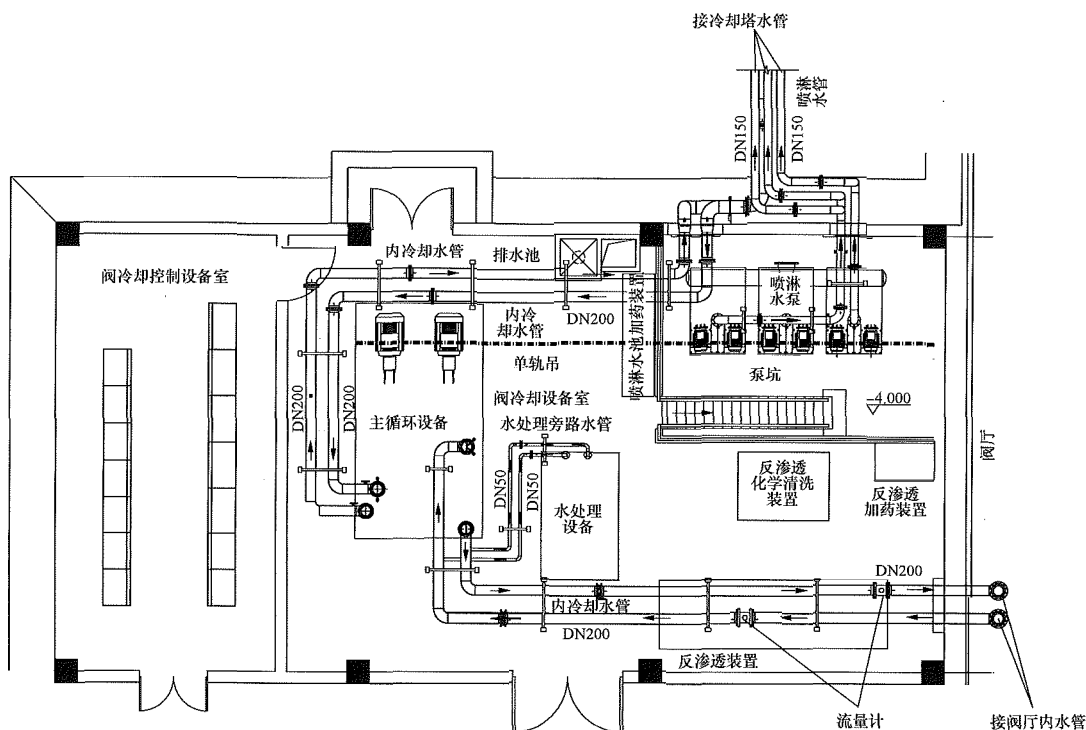 接冷却塔水管
喷淋
水管
DN150
DN150
内冷却水管
排水池
阀冷却控制设备室
喷淋
水泵
内冷
却水管
DN200
喷淋水池加药装置
单轨吊
泵坑
阀冷却设备室
-4,000
DN200
DN200
主循环设备
水处理旁路水管
阀厅
DN50
DN50
反渗透
化学清洗
装置
反渗透
加药装置
水处理
设备
DN200
内冷却水管
DN200
反渗透装置
流量计
接阀厅内水管